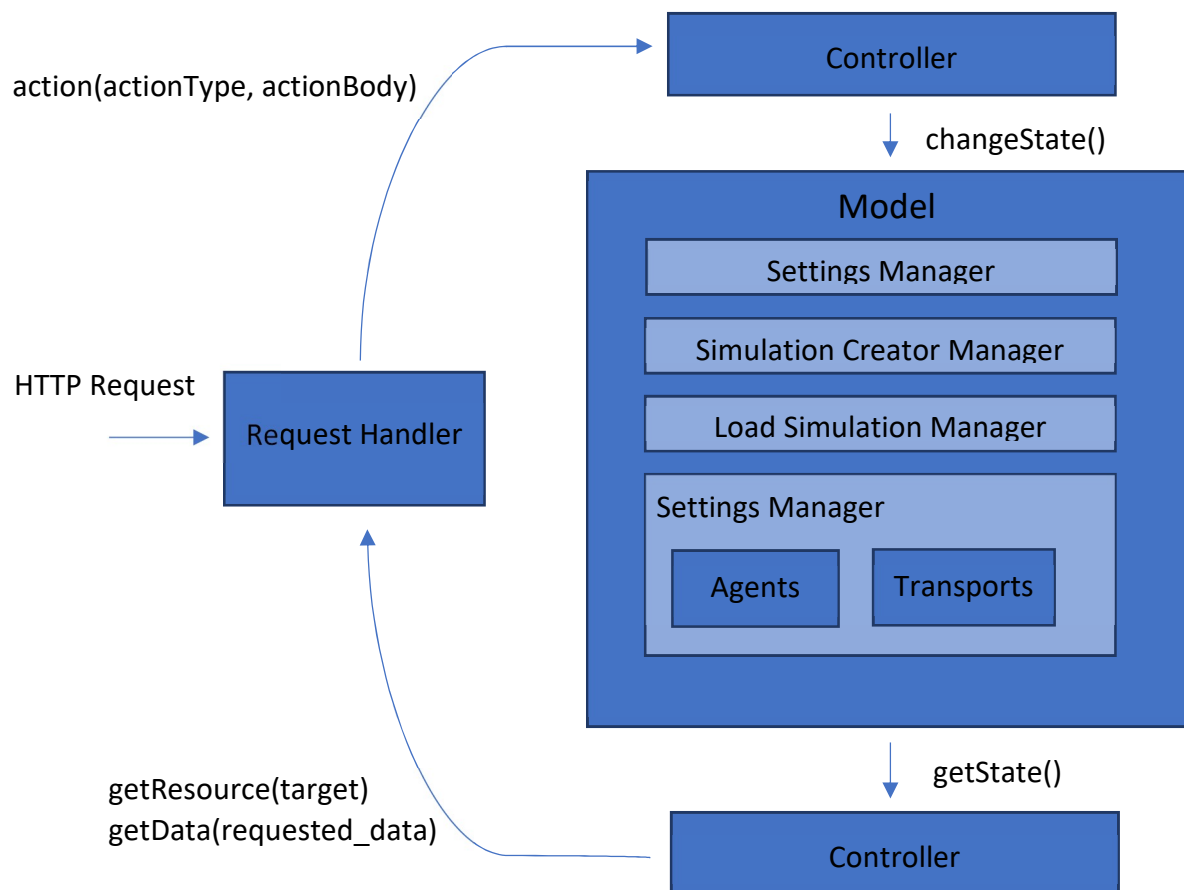 Controller
action(actionType, actionBody)
changeState()
Model
Settings Manager
Simulation Creator Manager
HTTP Request
Request Handler
Load Simulation Manager
Settings Manager
Agents
Transports
getState()
getResource(target)
getData(requested_data)
Controller